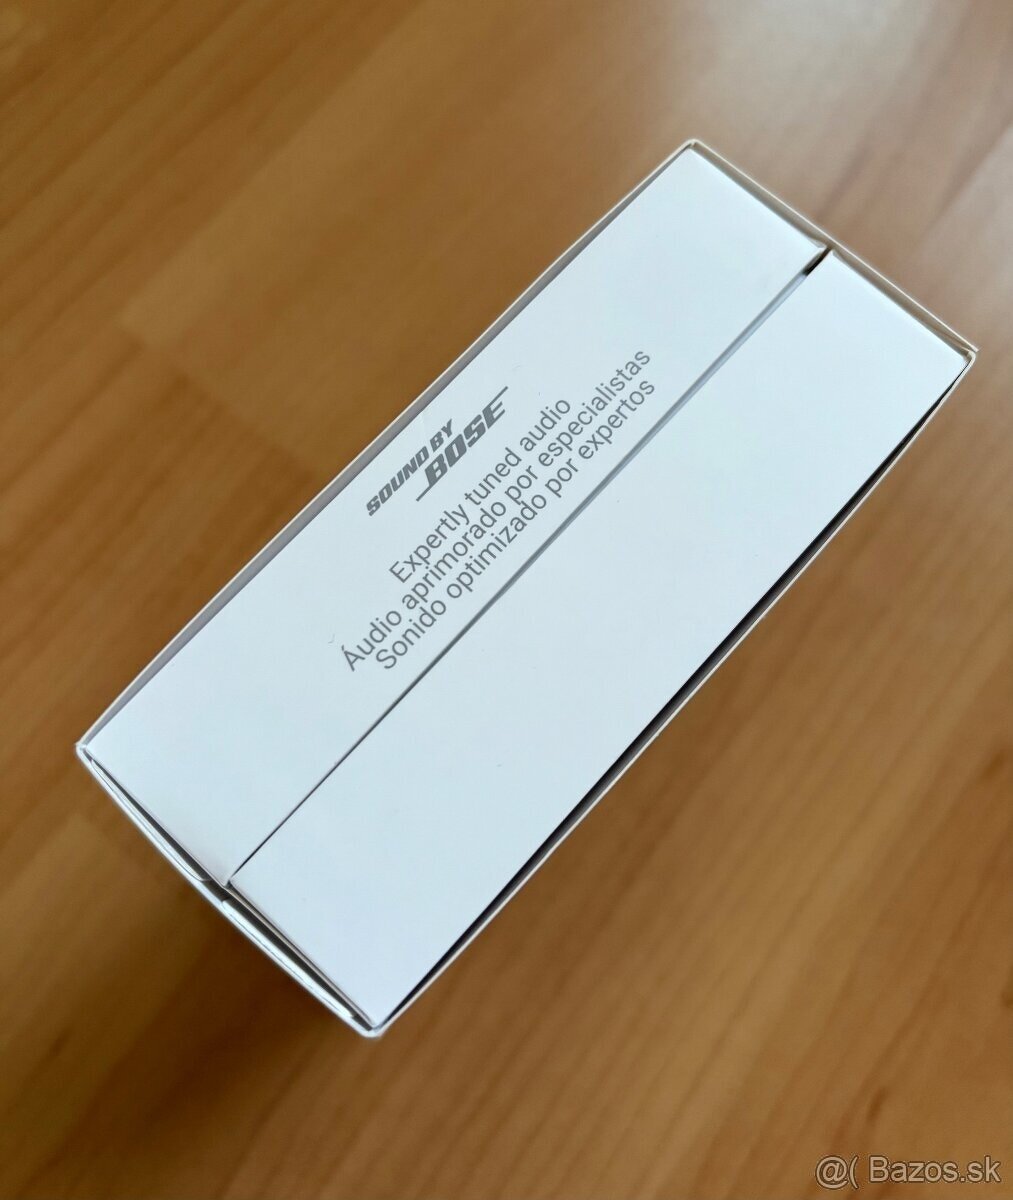 SOUND BY
BOSE
Expertly tuned audio
Áudio aprimorado por especialistas
Sonido optimizado por expertos
@( Bazos.sk